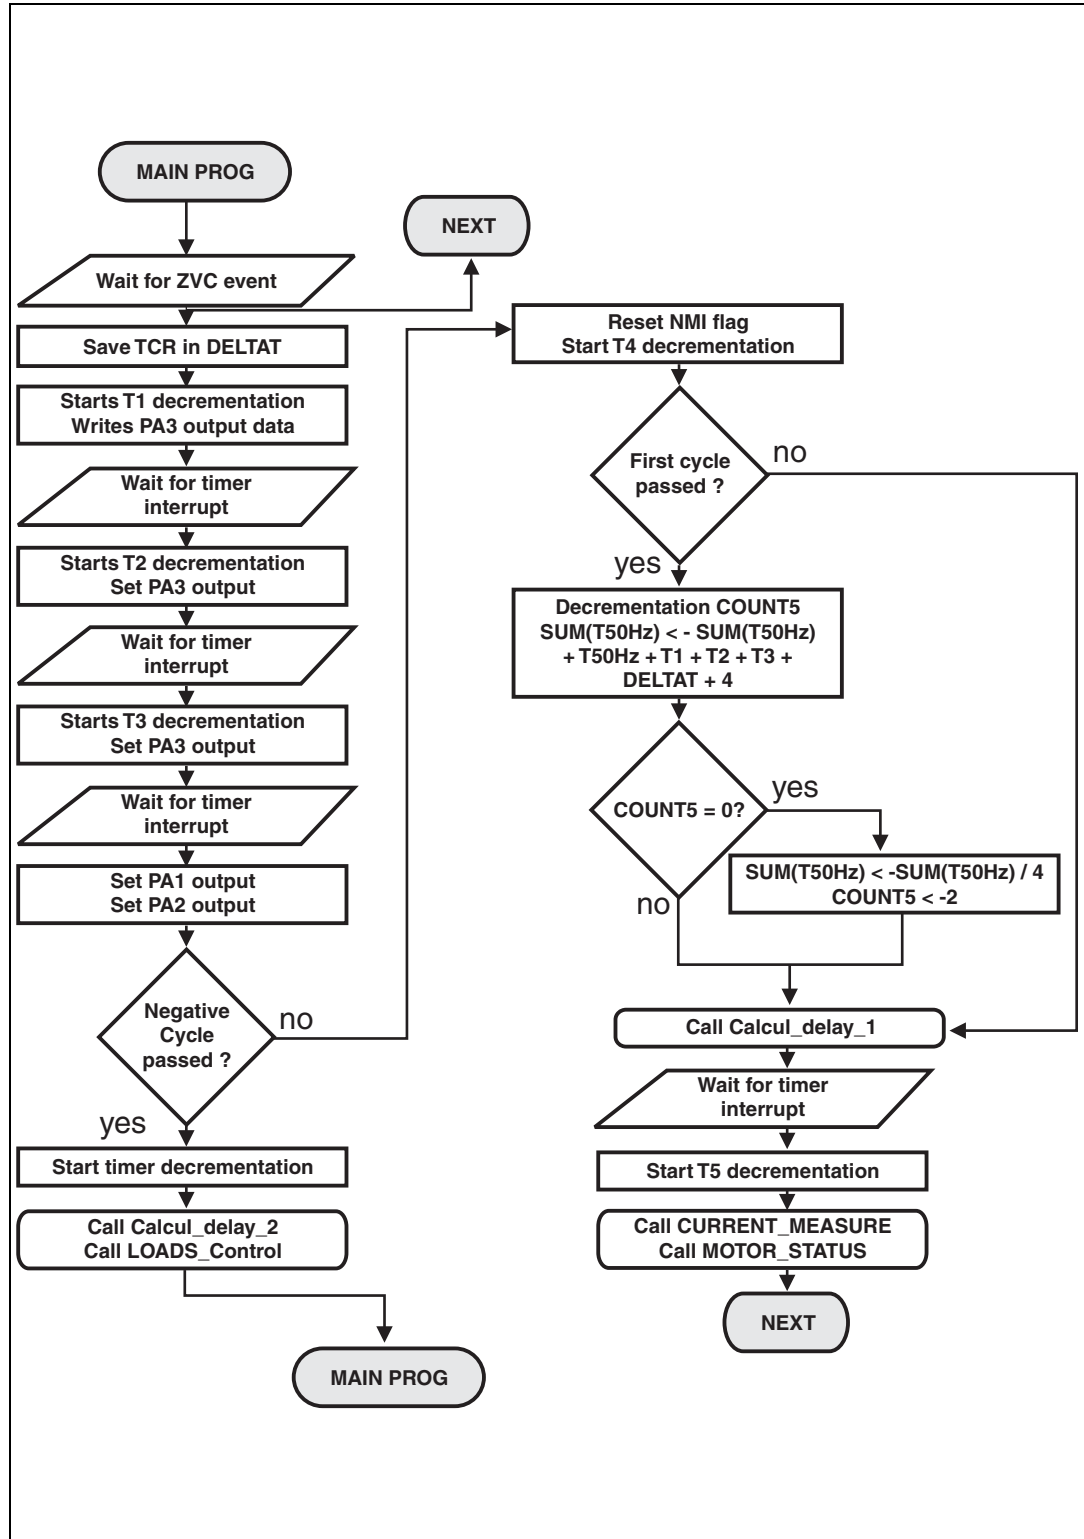 MAIN PROG
NEXT
Wait for ZVC event
Save TCR in DELTAT
Starts T1 decrementation
Writes PA3 output data
Wait for timer
interrupt
Starts T2 decrementation
Set PA3 output
Wait for timer
interrupt
Starts T3 decrementation
Set PA3 output
Wait for timer
interrupt
Set PA1 output
Set PA2 output
Negative
Cycle
passed ?
no
yes
Start timer decrementation
Call Calcul_delay_2
Call LOADS_Control
MAIN PROG
Reset NMI flag
Start T4 decrementation
First cycle
passed ?
no
yes
Decrementation COUNT5
SUM(T50Hz) < - SUM(T50Hz)
+ T50Hz + T1 + T2 + T3 +
DELTAT + 4
COUNT5 = 0?
yes
no
SUM(T50Hz) < -SUM(T50Hz) / 4
COUNT5 < -2
Call Calcul_delay_1
Wait for timer
interrupt
Start T5 decrementation
Call CURRENT_MEASURE
Call MOTOR_STATUS
NEXT